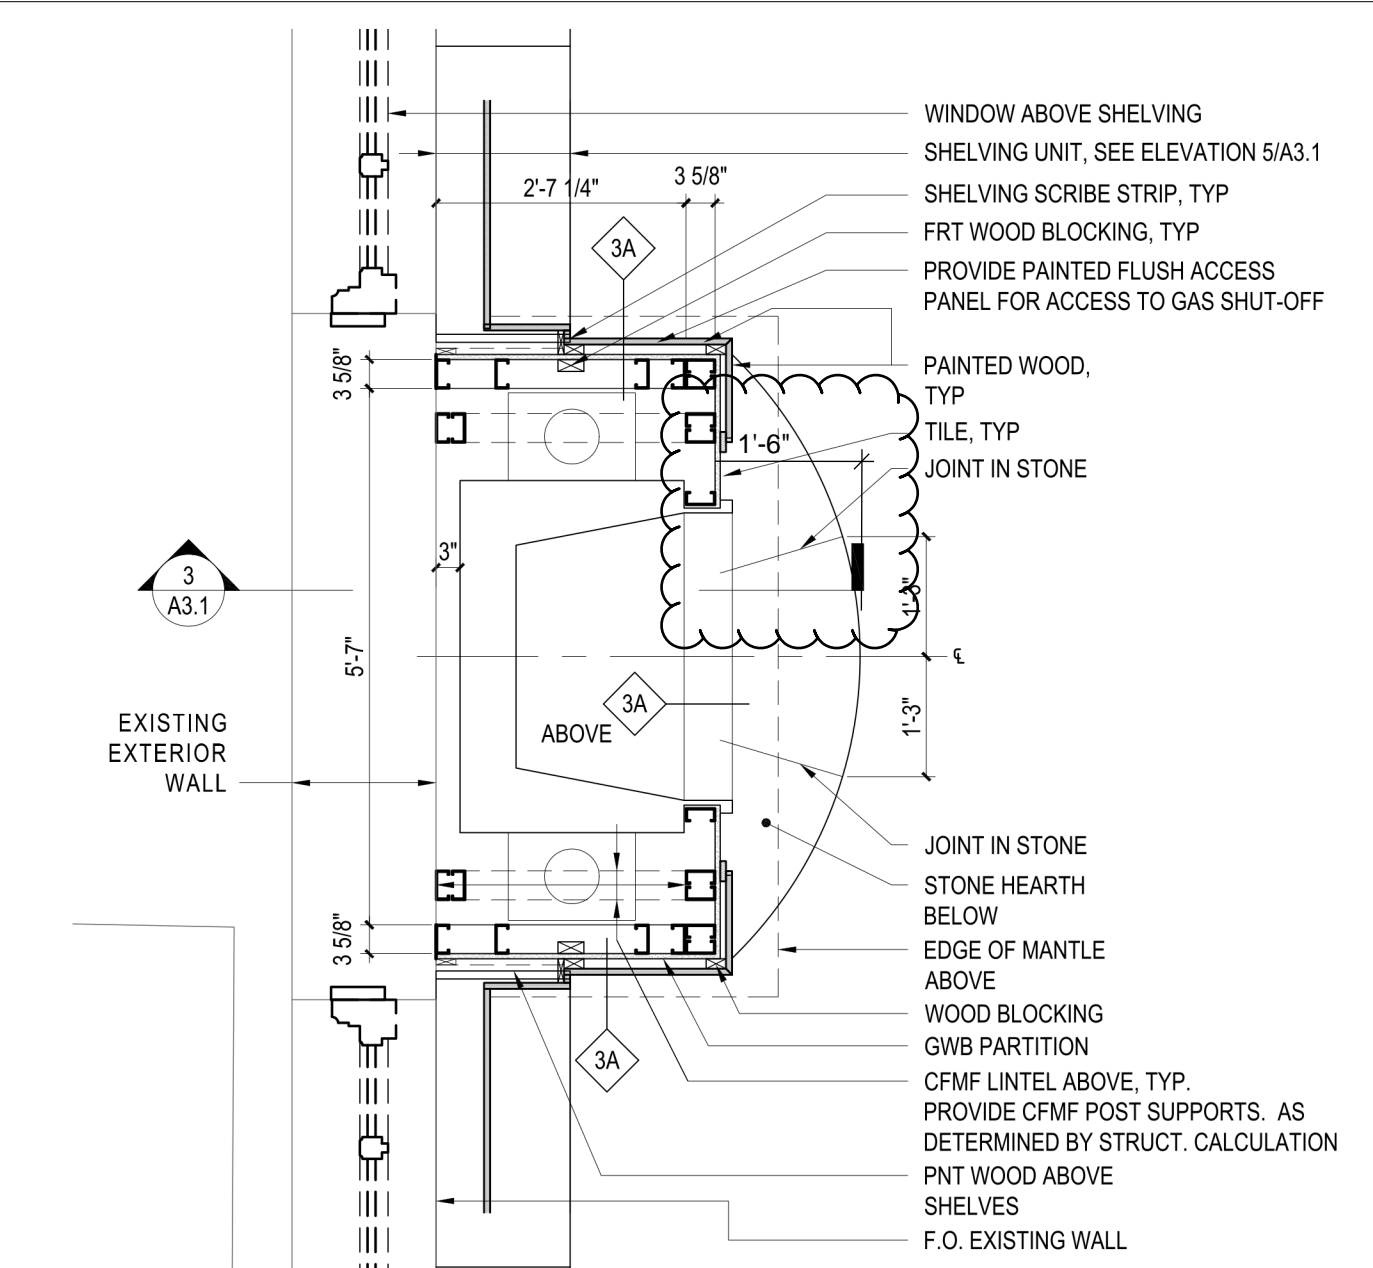 WINDOW ABOVE SHELVING
SHELVING UNIT, SEE ELEVATION 5/A3.1
2'-7 1/4"
3 5/8"
SHELVING SCRIBE STRIP, TYP
FRT WOOD BLOCKING, TYP
3A
PROVIDE PAINTED FLUSH ACCESS
PANEL FOR ACCESS TO GAS SHUT-OFF
3 5/8"
PAINTED WOOD,
TYP
TILE, TYP
1'-6"
JOINT IN STONE
3"
3
A3.1
1'-3"
5'-7"
℄
3A
1'-3"
ABOVE
EXISTING
EXTERIOR
WALL
JOINT IN STONE
STONE HEARTH
BELOW
3 5/8"
EDGE OF MANTLE
ABOVE
WOOD BLOCKING
GWB PARTITION
3A
CFMF LINTEL ABOVE, TYP.
PROVIDE CFMF POST SUPPORTS. AS
DETERMINED BY STRUCT. CALCULATION
PNT WOOD ABOVE
SHELVES
F.O. EXISTING WALL